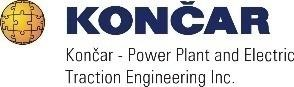 KONČAR
Končar - Power Plant and Electric
Traction Engineering Inc.